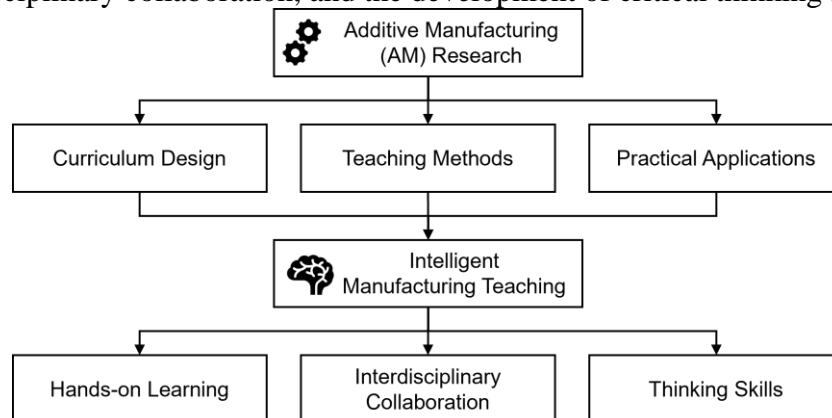 collaboration, and the development of critical thinking
Additive Manufacturing
(AM) Research
Curriculum Design
Teaching Methods
Practical Applications
Intelligent
Manufacturing Teaching
Hands-on Learning
Interdisciplinary
Collaboration
Thinking Skills